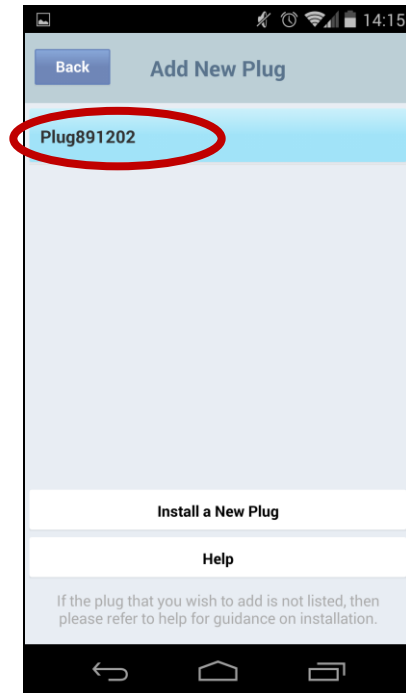 14:15
Back
Add New Plug
Plug891202
Install a New Plug
Help
If the plug that you wish to add is not listed, then
please refer to help for guidance on installation.